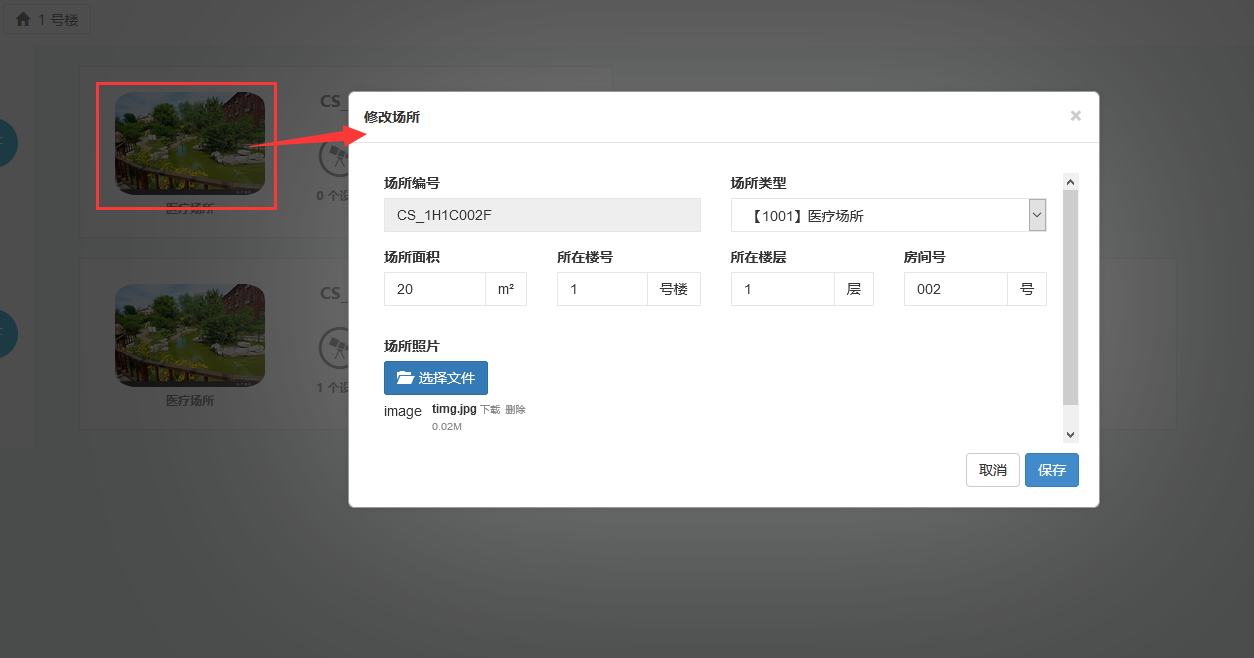 1 号楼
CS_
0 个设
医疗场所
CS_
1 个设
医疗场所
修改场所
×
场所编号
场所类型
CS_1H1C002F
【1001】医疗场所
场所面积
所在楼号
所在楼层
房间号
20 m²
1 号楼
1 层
002 号
场所照片
选择文件
image timg.jpg 下载 删除
0.02M
取消
保存